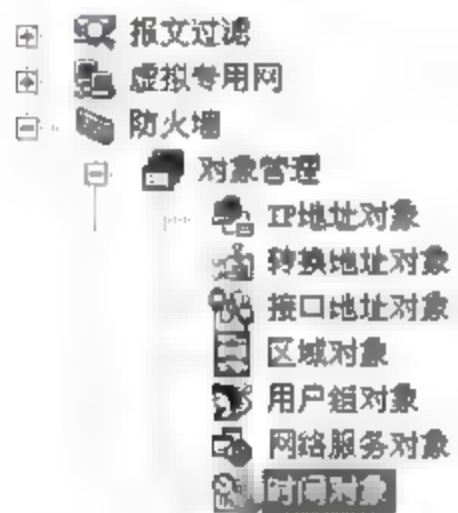 报文过滤
虚拟专用网
防火墙
对象管理
IP地址对象
转换地址对象
接口地址对象
区域对象
用户组对象
网络服务对象
时间对象